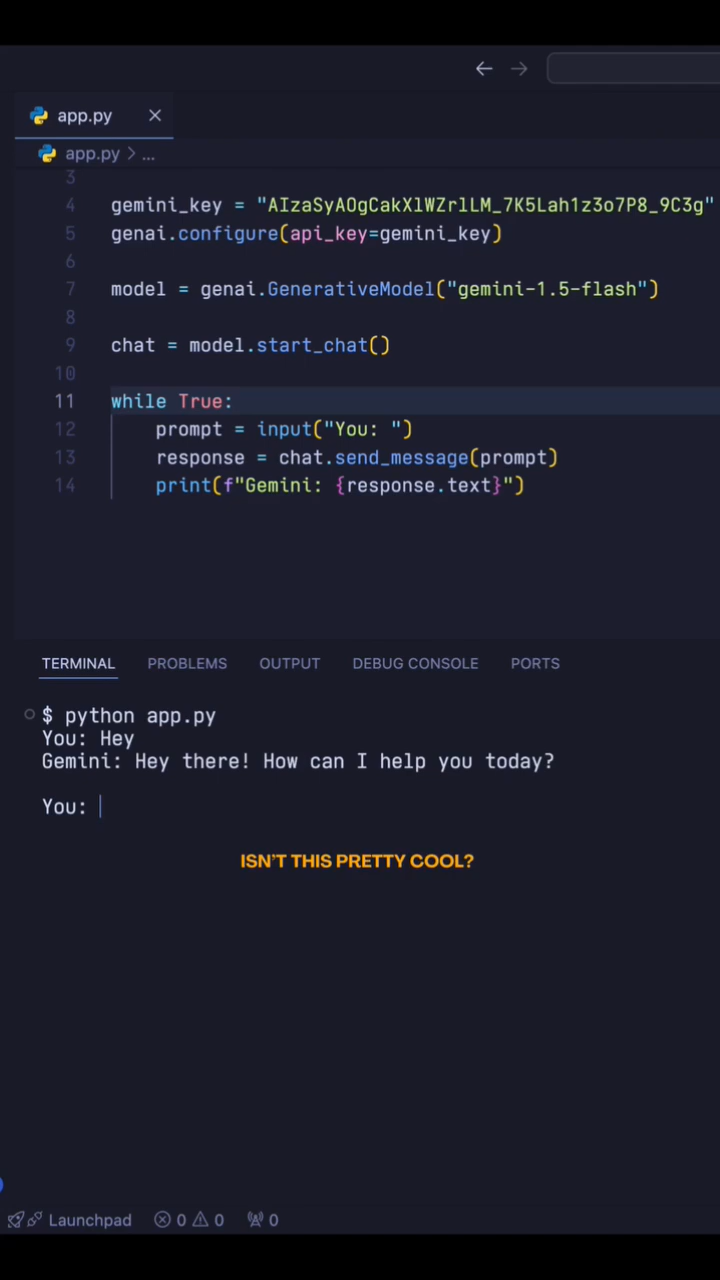 app.py
app.py > ...
3
4 gemini_key = "AIzaSyAOgCakXlWZrlLM_7K5Lah1z3o7P8_9C3g"
5 genai.configure(api_key=gemini_key)
6
7 model = genai.GenerativeModel("gemini-1.5-flash")
8
9 chat = model.start_chat()
10
11 while True:
12 prompt = input("You: ")
13 response = chat.send_message(prompt)
14 print(f"Gemini: {response.text}")
TERMINAL PROBLEMS OUTPUT DEBUG CONSOLE PORTS
$ python app.py
You: Hey
Gemini: Hey there! How can I help you today?
You:
ISN'T THIS PRETTY COOL?
Launchpad 0 0 0